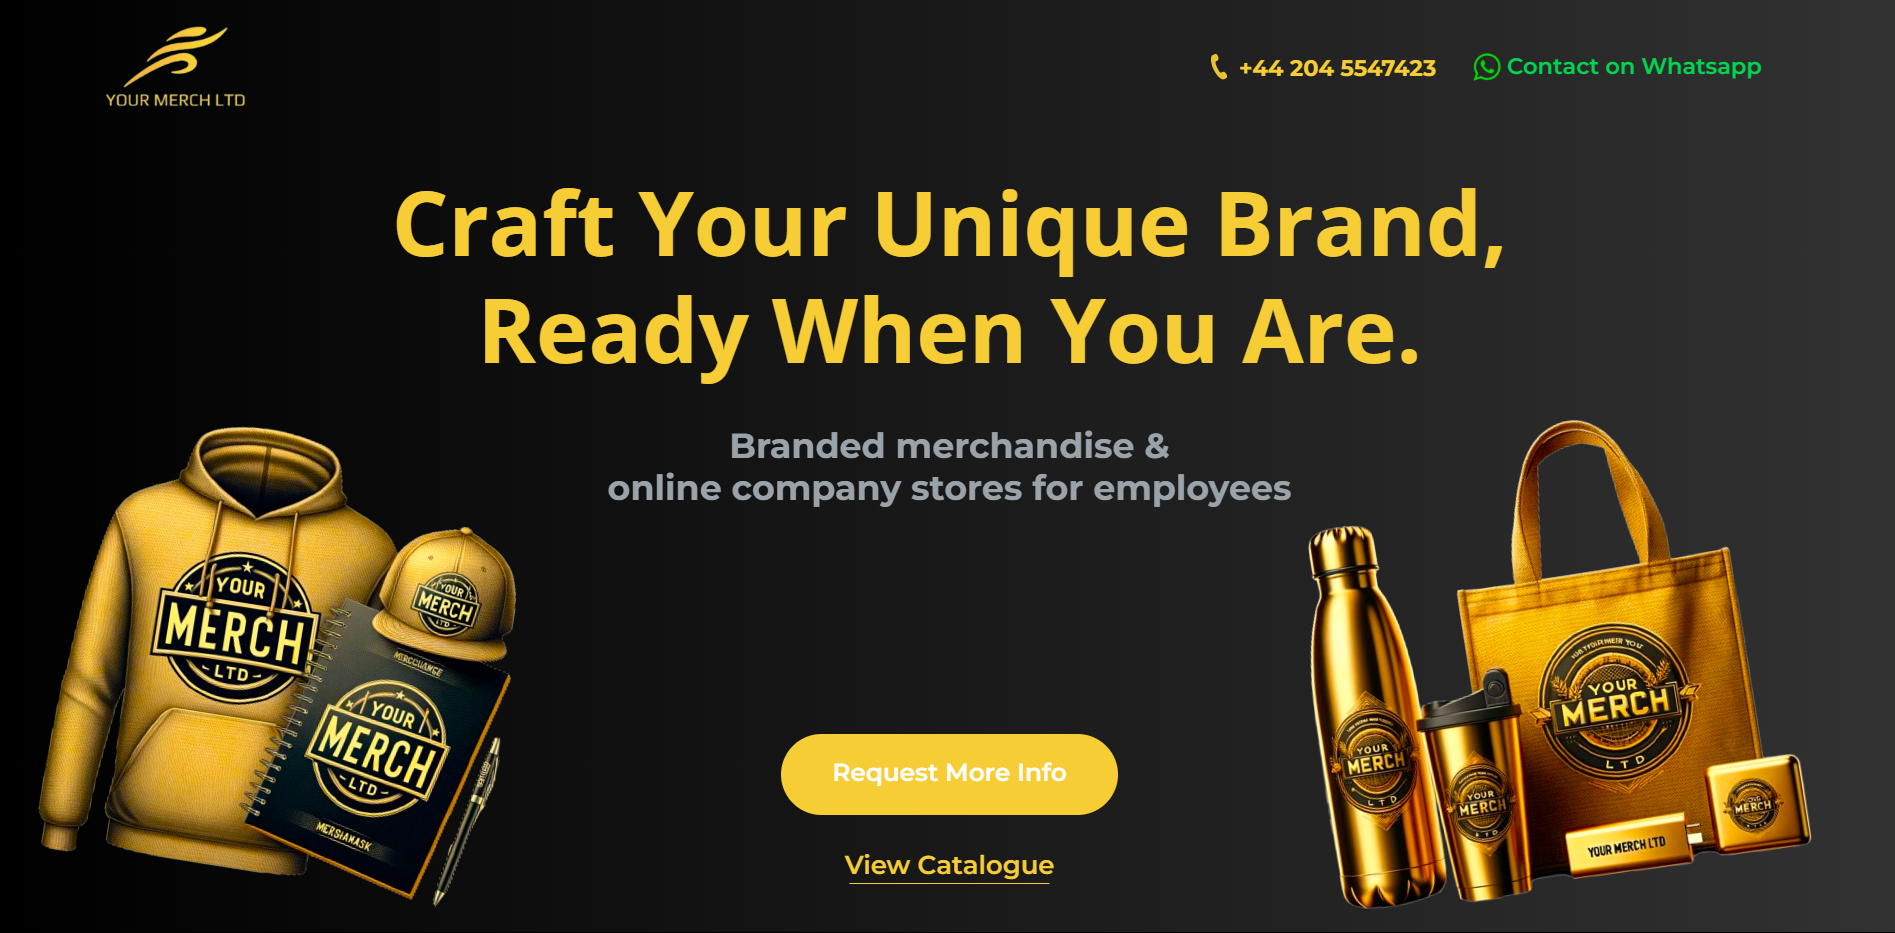 YOUR MERCH LTD
+44 204 5547423
Contact on Whatsapp
Craft Your Unique Brand,
Ready When You Are.
Branded merchandise &
online company stores for employees
YOUR
MERCH
LTD
YOUR
MERCH
MERCCHANGE
YOUR
MERCH
LTD
MERSIAMASK
YOUR
MERCH
LTD
YOUR
MERCH
LTD
YOUR
MERCH
LTD
MERCH
YOUR MERCH LTD
Request More Info
View Catalogue